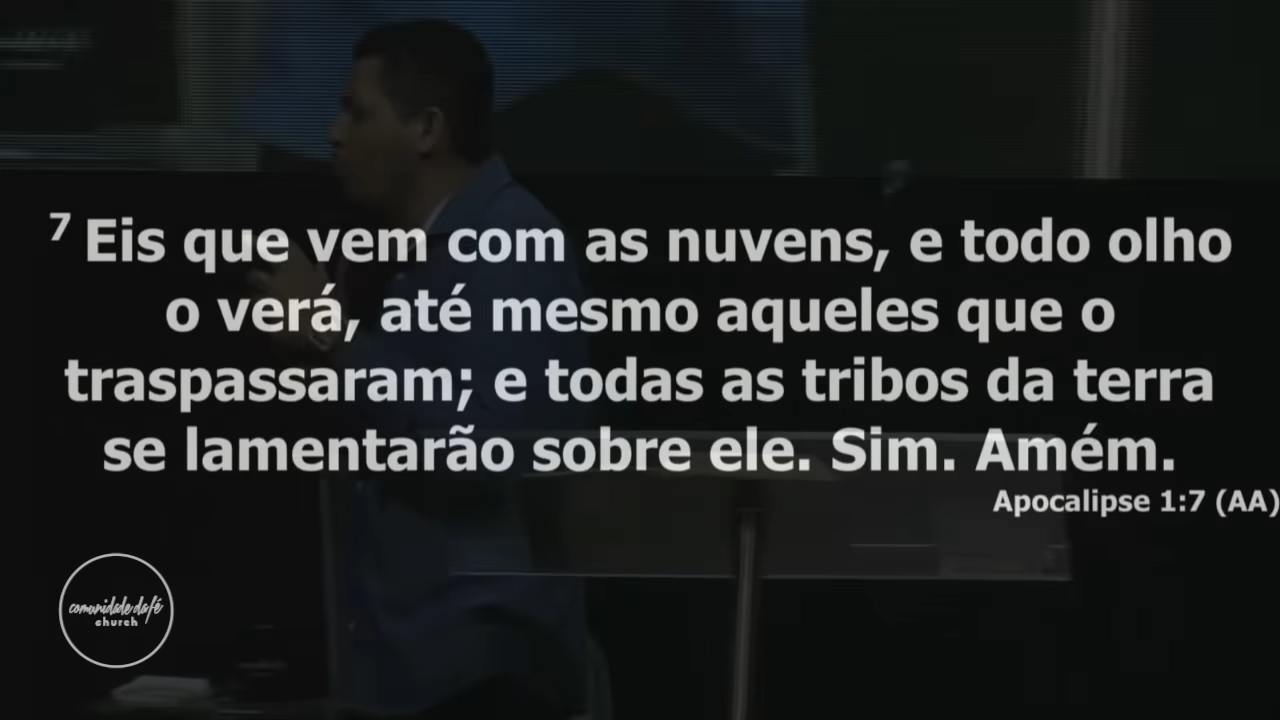 7 Eis que vem com as nuvens, e todo olho
o verá, até mesmo aqueles que o
traspassaram; e todas as tribos da terra
se lamentarão sobre ele. Sim. Amém.
Apocalipse 1:7 (AA)
comunidade da fé
church